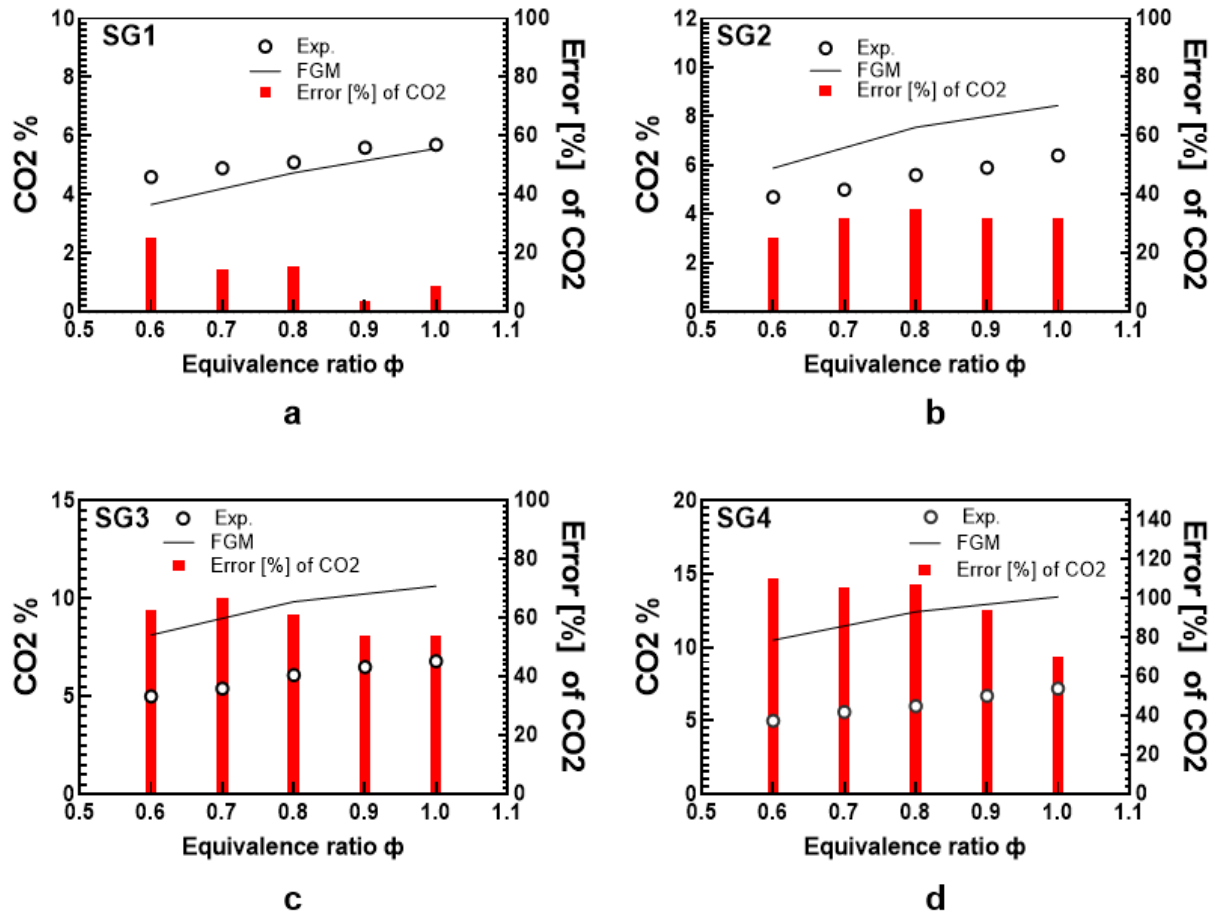 SG1
Exp.
FGM
Error [%] of CO2
CO2 %
10
8
6
4
2
0
100
80
60
40
20
0
Error [%] of CO2
0.5 0.6 0.7 0.8 0.9 1.0 1.1
Equivalence ratio ф
a
SG2
Exp.
FGM
Error [%] of CO2
CO2 %
12
10
8
6
4
2
0
100
80
60
40
20
0
Error [%] of CO2
0.5 0.6 0.7 0.8 0.9 1.0 1.1
Equivalence ratio ф
b
SG3
Exp.
FGM
Error [%] of CO2
CO2 %
15
10
5
0
100
80
60
40
20
0
Error [%] of CO2
0.5 0.6 0.7 0.8 0.9 1.0 1.1
Equivalence ratio ф
c
SG4
Exp.
FGM
Error [%] of CO2
CO2 %
20
15
10
5
0
140
120
100
80
60
40
20
0
Error [%] of CO2
0.5 0.6 0.7 0.8 0.9 1.0 1.1
Equivalence ratio ф
d